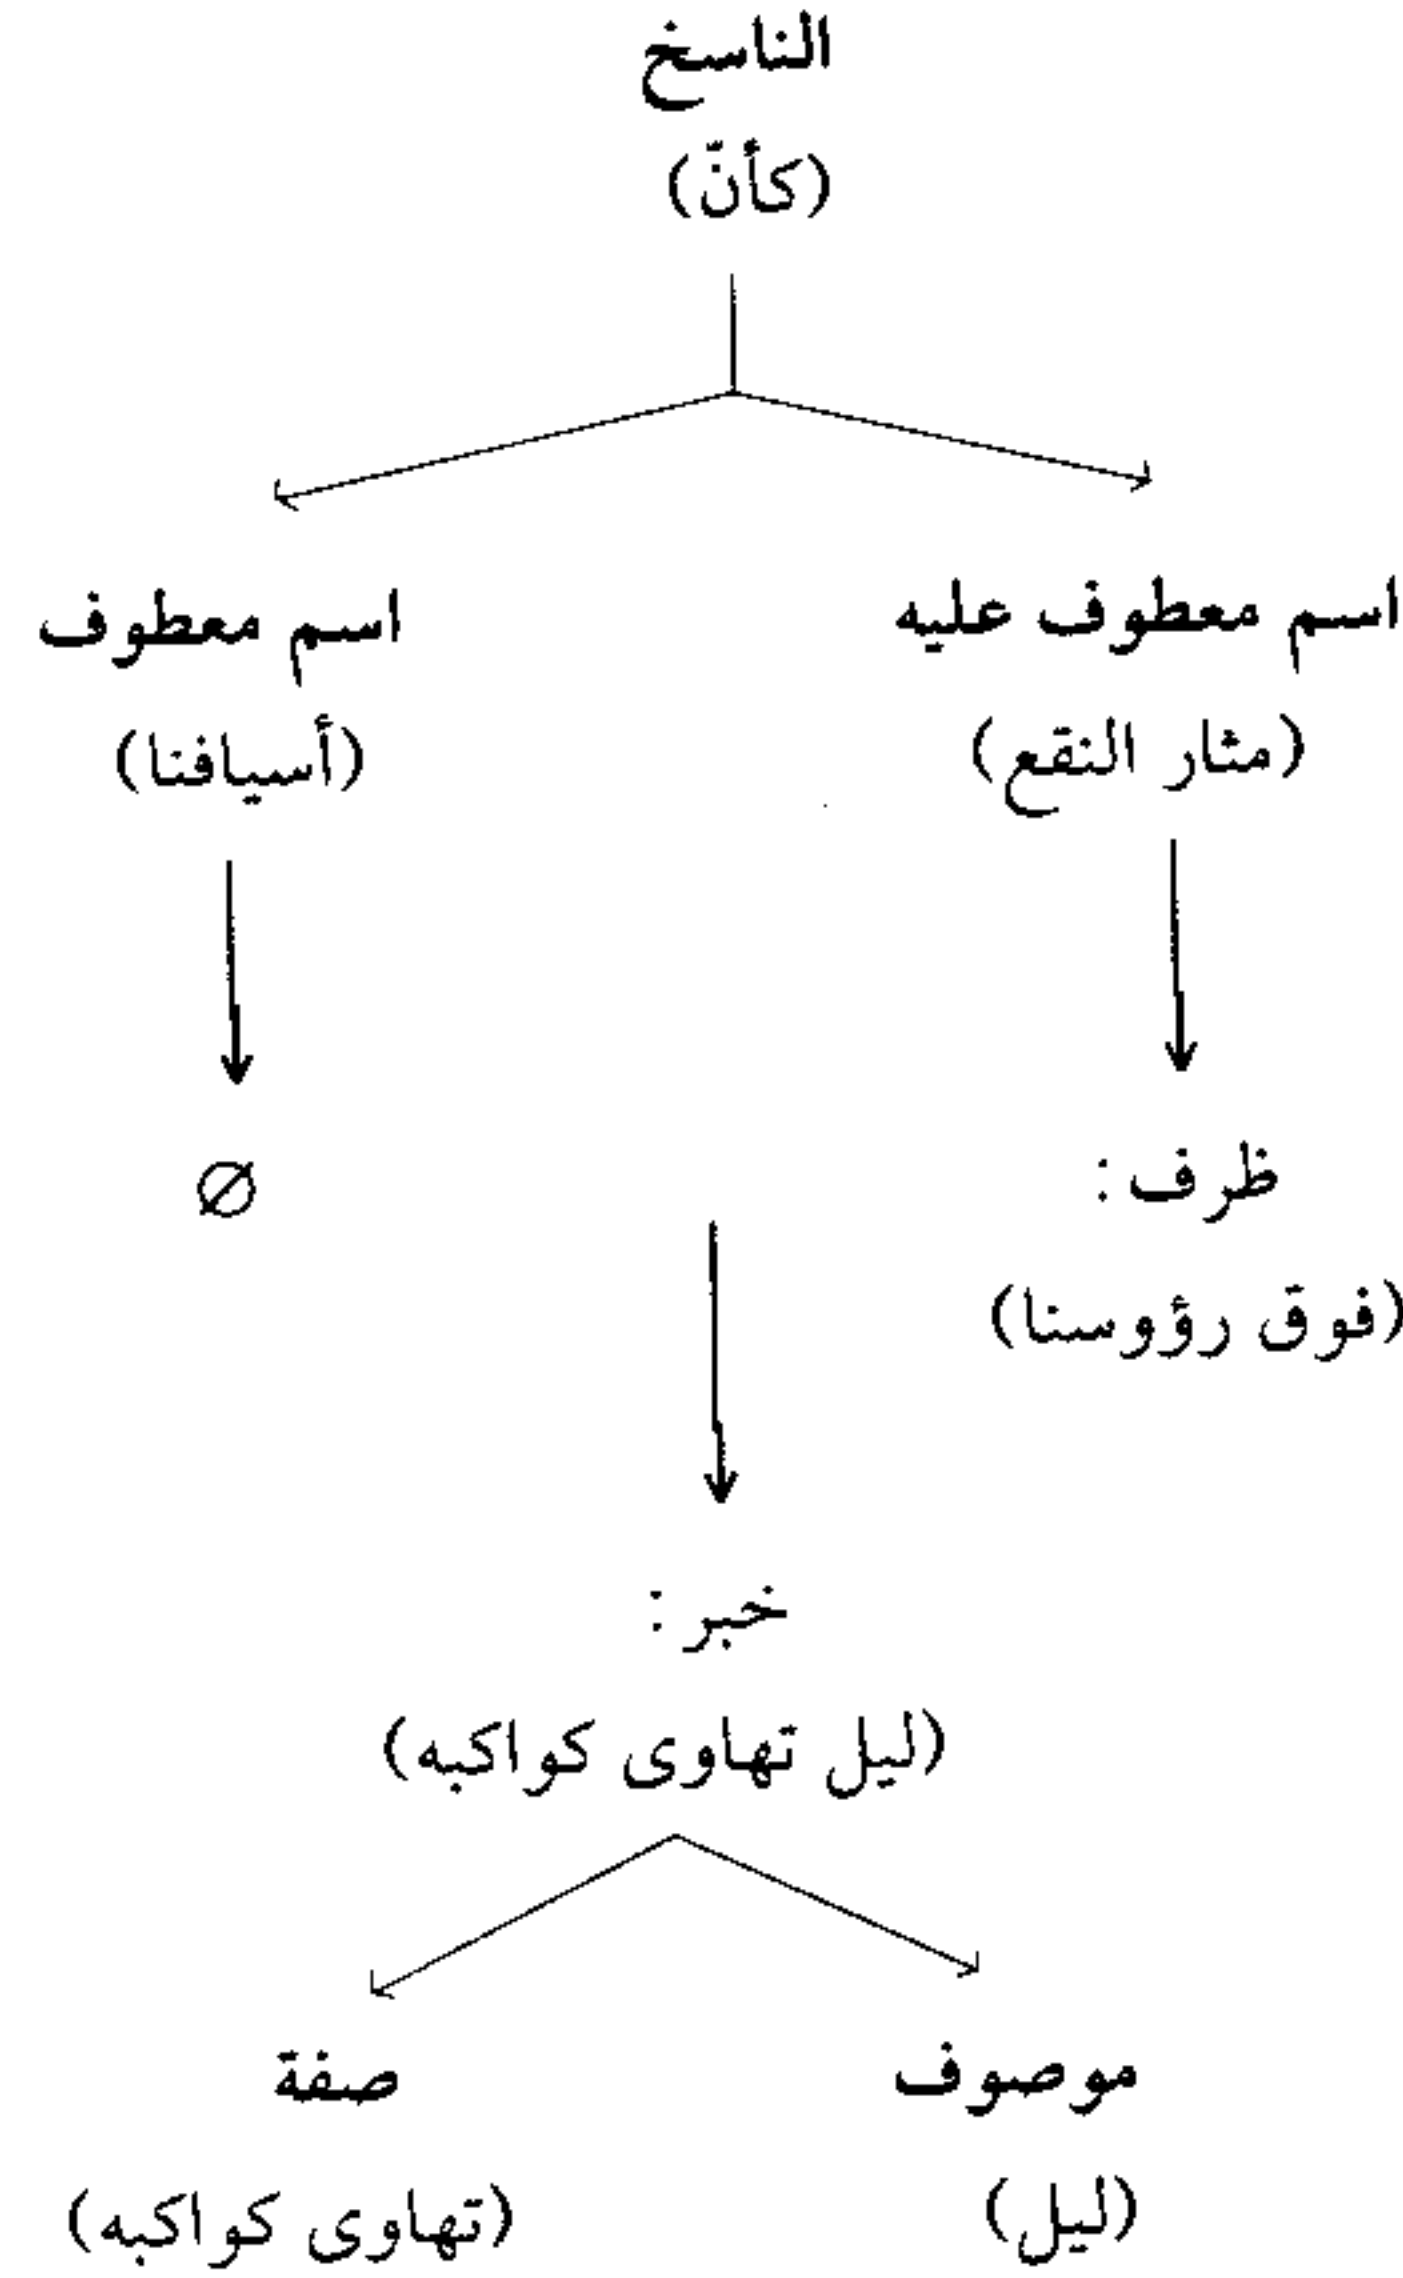 الناسخ
(كأنّ)
اسم معطوف عليه
اسم معطوف
(مثار النقع)
(أسيافنا)
ظرف :
∅
(فوق رؤوسنا)
خبر :
(ليل تهاوى كواكبه)
موصوف
صفة
(ليل)
(تهاوى كواكبه)